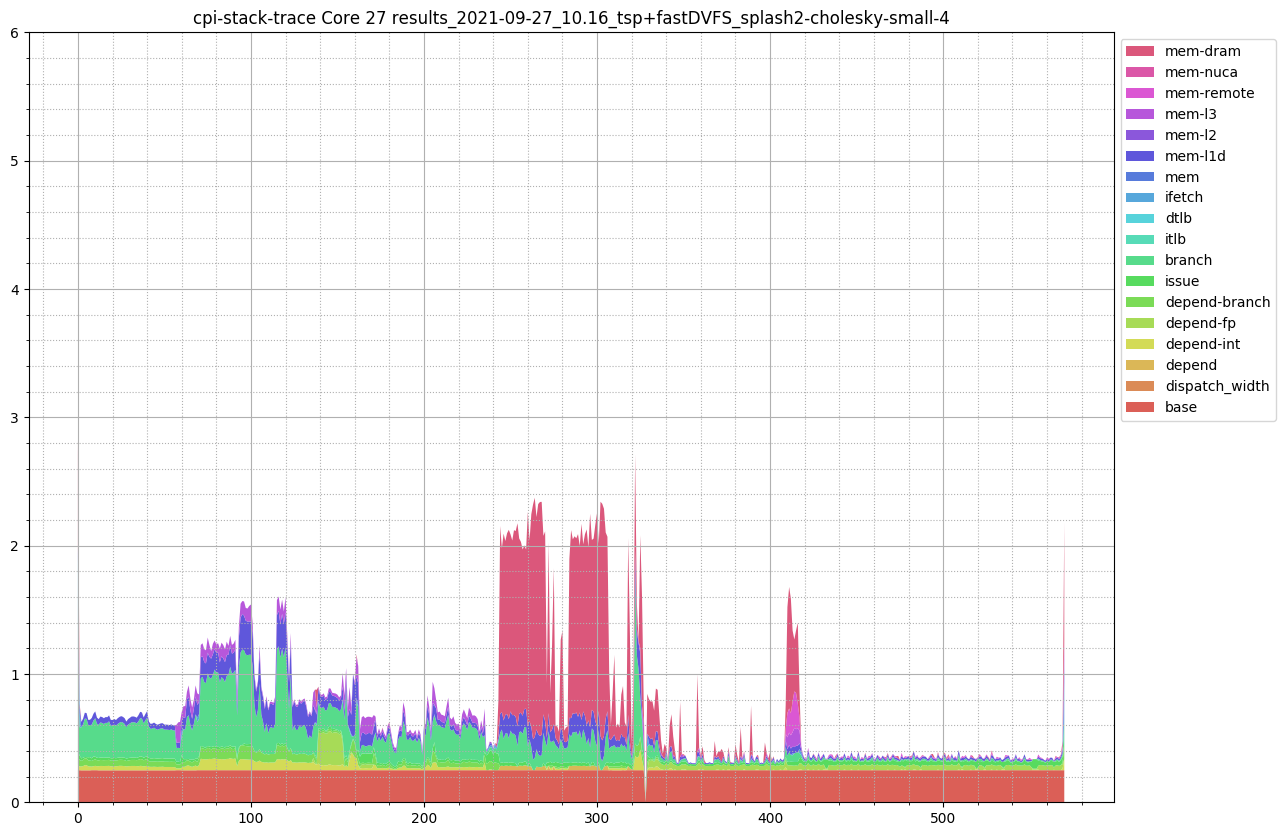 cpi-stack-trace Core 27 results_2021-09-27_10.16_tsp+fastDVFS_splash2-cholesky-small-4
6
5
4
3
2
1
0
0 100 200 300 400 500
mem-dram
mem-nuca
mem-remote
mem-l3
mem-l2
mem-l1d
mem
ifetch
dtlb
itlb
branch
issue
depend-branch
depend-fp
depend-int
depend
dispatch_width
base